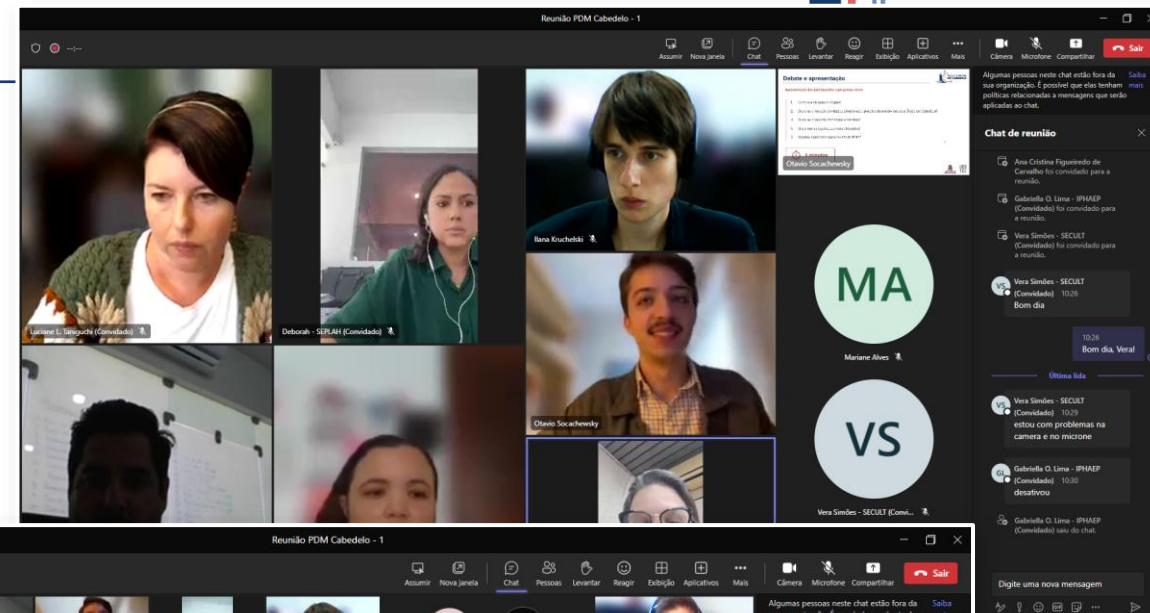 Reunião PDM Cabedelo - 1
Assumir Nova janela Chat Pessoas Levantar Reagir Exibição Aplicativos Mais Câmera Microfone Compartilhar Sair
--:--
Luciane L. Taniguchi (Convidado)
Deborah - SEPLAH (Convidado)
Ilana Kruchelski
Otavio Socachewsky
Debate e apresentação
5 minutos
Otavio Socachewsky
MA
Mariane Alves
VS
Vera Simões - SECULT (Convi...
Algumas pessoas neste chat estão fora da Saiba
sua organização. É possível que elas tenham mais
políticas relacionadas a mensagens que serão
aplicadas ao chat.
Chat de reunião
Ana Cristina Figueiredo de
Carvalho foi convidado para a
reunião.
Gabriella O. Lima - IPHAEP
(Convidado) foi convidado para
a reunião.
Vera Simões - SECULT
(Convidado) foi convidado para
a reunião.
VS
Vera Simões - SECULT
(Convidado) 10:26
Bom dia
10:26
Bom dia, Vera!
Última lida
VS
Vera Simões - SECULT
(Convidado) 10:29
estou com problemas na
camera e no microne
GL
Gabriella O. Lima - IPHAEP
(Convidado) 10:30
desativou
Gabriella O. Lima - IPHAEP
(Convidado) saiu do chat.
Digite uma nova mensagem
Reunião PDM Cabedelo - 1
Assumir Nova janela Chat Pessoas Levantar Reagir Exibição Aplicativos Mais Câmera Microfone Compartilhar Sair
Algumas pessoas neste chat estão fora da Saiba